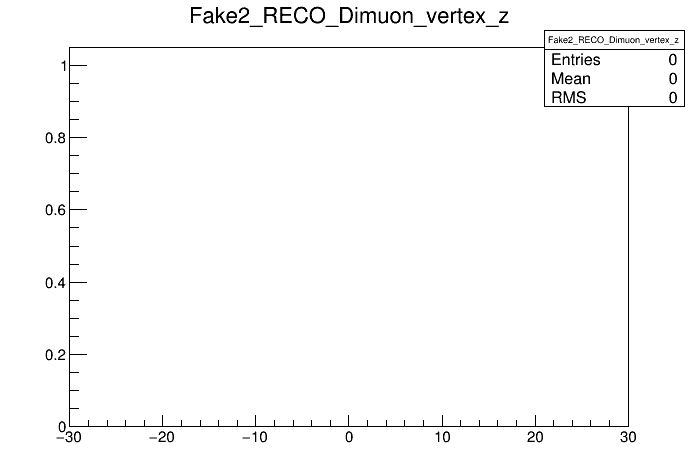 Fake2_RECO_Dimuon_vertex_z
Fake2_RECO_Dimuon_vertex_z
Entries 0
Mean 0
RMS 0
1
0.8
0.6
0.4
0.2
0
−30 −20 −10 0 10 20 30